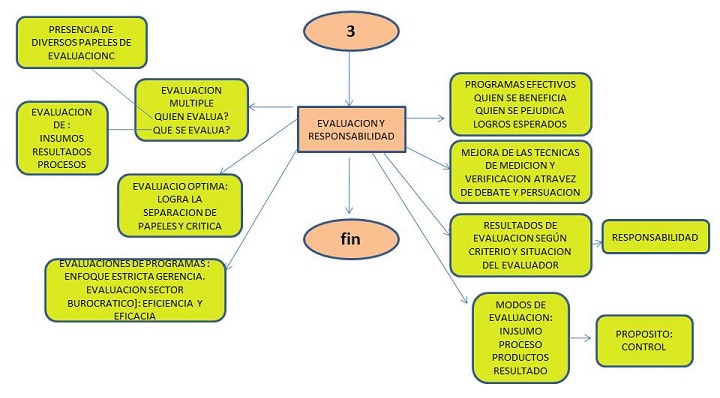 3
PRESENCIA DE
DIVERSOS PAPELES DE
EVALUACIONC
EVALUACION
MULTIPLE
QUIEN EVALUA?
QUE SE EVALUA?
EVALUACION
DE :
INSUMOS
RESULTADOS
PROCESOS
EVALUACION Y
RESPONSABILIDAD
PROGRAMAS EFECTIVOS
QUIEN SE BENEFICIA
QUIEN SE PEJUDICA
LOGROS ESPERADOS
MEJORA DE LAS TECNICAS
DE MEDICION Y
VERIFICACION ATRAVEZ
DE DEBATE Y PERSUACION
EVALUACIO OPTIMA:
LOGRA LA
SEPARACION DE
PAPELES Y CRITICA
fin
RESULTADOS DE
EVALUACION SEGÚN
CRITERIO Y SITUACION
DEL EVALUADOR
RESPONSABILIDAD
EVALUACIONES DE PROGRAMAS :
ENFOQUE ESTRICTA GERENCIA.
EVALUACION SECTOR
BUROCRATICO]: EFICIENCIA Y
EFICACIA
MODOS DE
EVALUACION:
INJSUMO
PROCESO
PRODUCTOS
RESULTADO
PROPOSITO:
CONTROL